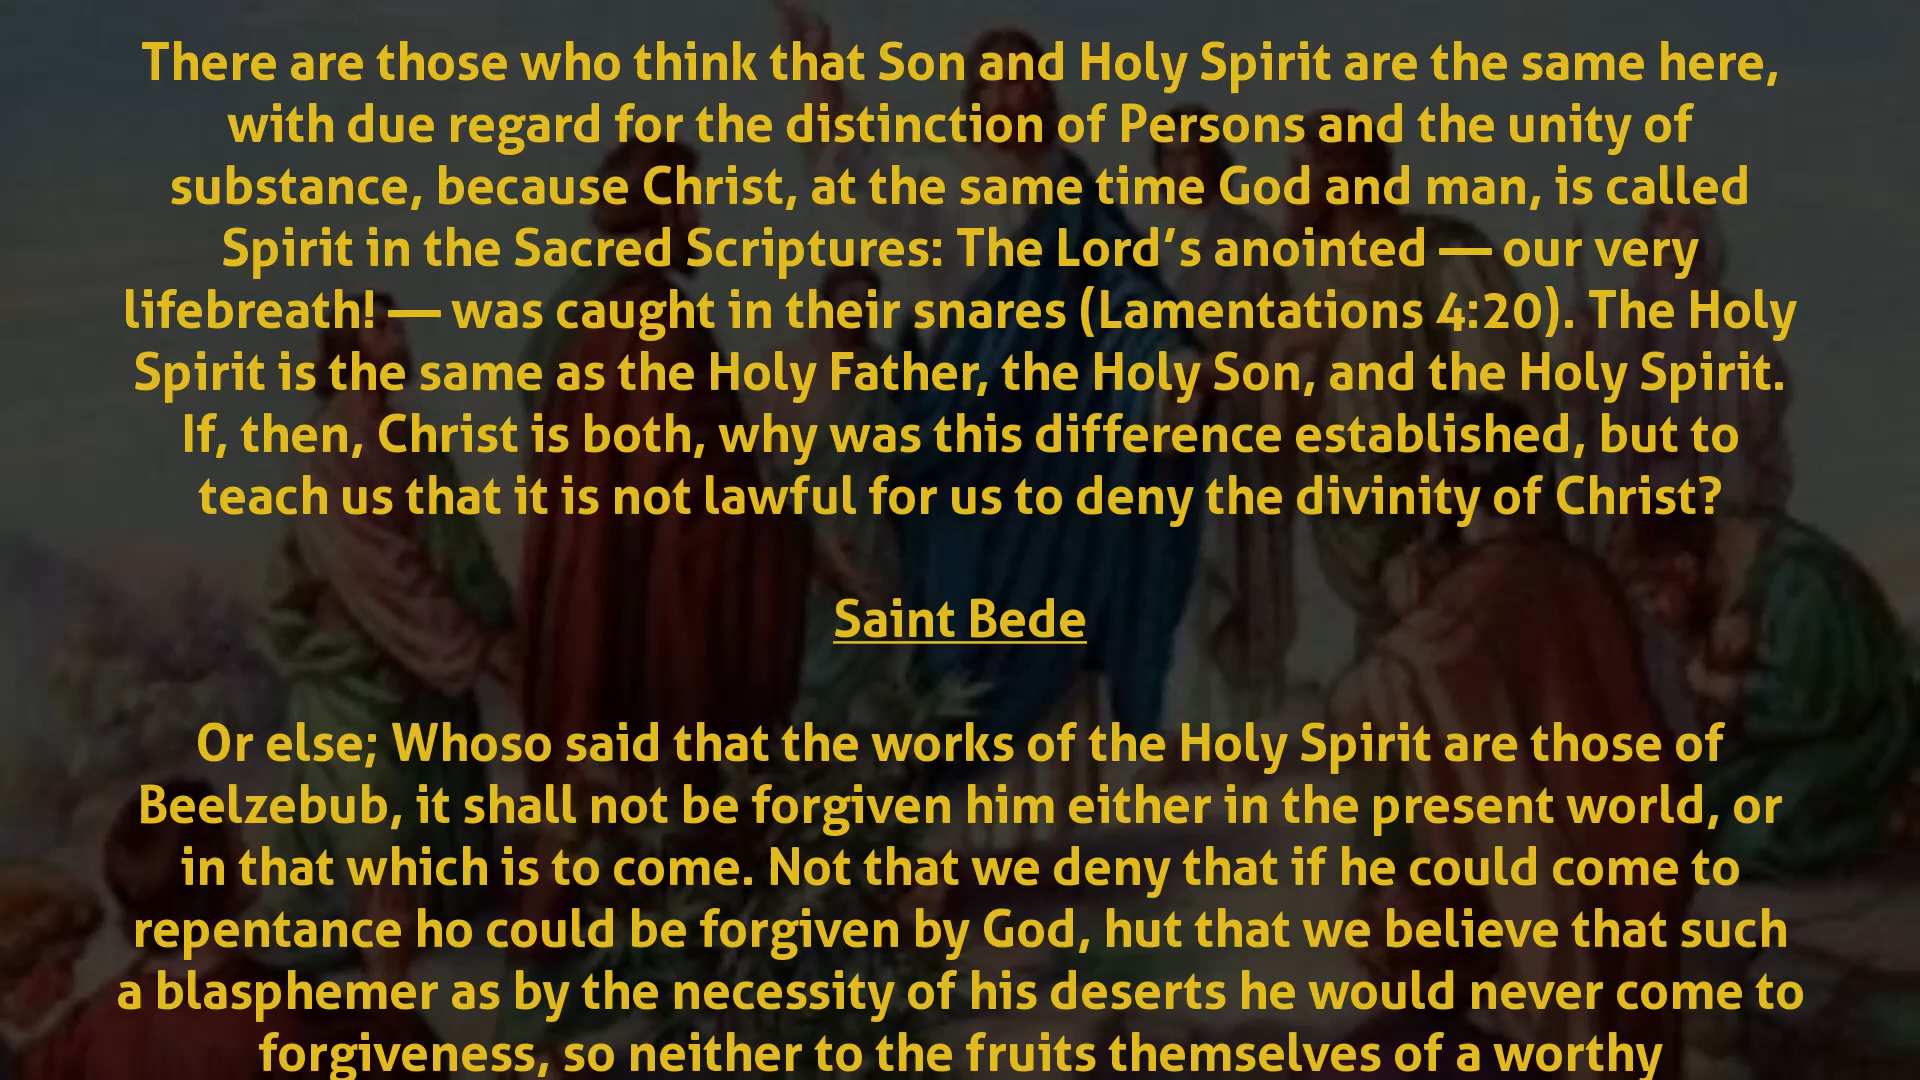 There are those who think that Son and Holy Spirit are the same here,
with due regard for the distinction of Persons and the unity of
substance, because Christ, at the same time God and man, is called
Spirit in the Sacred Scriptures: The Lord’s anointed — our very
lifebreath! — was caught in their snares (Lamentations 4:20). The Holy
Spirit is the same as the Holy Father, the Holy Son, and the Holy Spirit.
If, then, Christ is both, why was this difference established, but to
teach us that it is not lawful for us to deny the divinity of Christ?
Saint Bede
Or else; Whoso said that the works of the Holy Spirit are those of
Beelzebub, it shall not be forgiven him either in the present world, or
in that which is to come. Not that we deny that if he could come to
repentance ho could be forgiven by God, hut that we believe that such
a blasphemer as by the necessity of his deserts he would never come to
forgiveness, so neither to the fruits themselves of a worthy